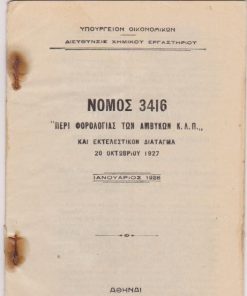 ΥΠΟΥΡΓΕΙΟΝ ΟΙΚΟΝΟΜΙΚΩΝ
ΔΙΕΥΘΥΝΣΙΣ ΧΗΜΙΚΟΥ ΕΡΓΑΣΤΗΡΙΟΥ
ΝΟΜΟΣ 3416
"ΠΕΡΙ ΦΟΡΟΛΟΓΙΑΣ ΤΩΝ ΑΜΒΥΚΩΝ Κ.Λ.Π.,,
ΚΑΙ ΕΚΤΕΛΕΣΤΙΚΟΝ ΔΙΑΤΑΓΜΑ
20 ΟΚΤΩΒΡΙΟΥ 1927
ΙΑΝΟΥΑΡΙΟΣ 1928
ΑΘΗΝΑΙ